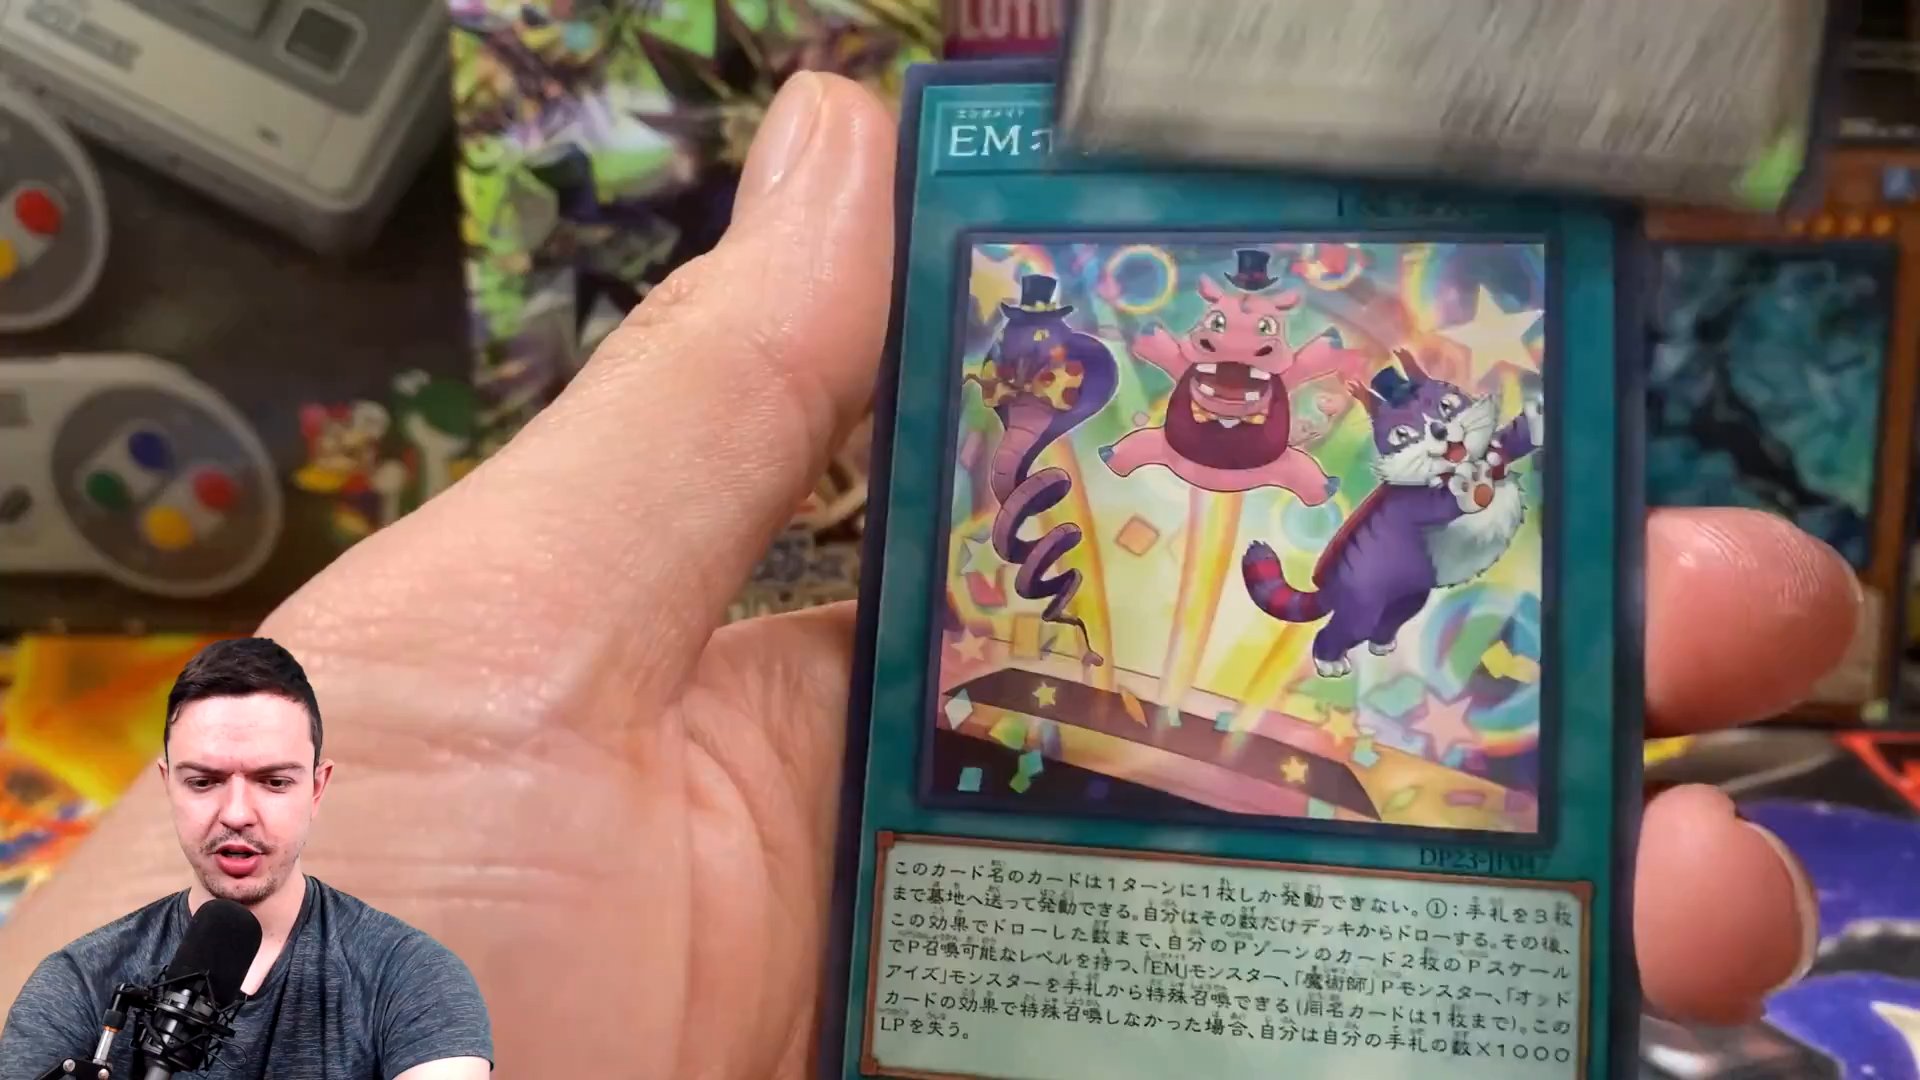 エンタメイト
EM
DP23-JP047
このカード名のカードは1ターンに1枚しか発動できない。①:手札を3枚
まで墓地へ送って発動できる。自分はその数だけデッキからドローする。その後、
この効果でドローした数まで、自分のPゾーンのカード2枚のPスケール
でP召喚可能なレベルを持つ、「EM」モンスター、「魔術師」Pモンスター、「オッド
アイズ」モンスターを手札から特殊召喚できる(同名カードは1枚まで)。この
カードの効果で特殊召喚しなかった場合、自分は自分の手札の数×1000
LPを失う。